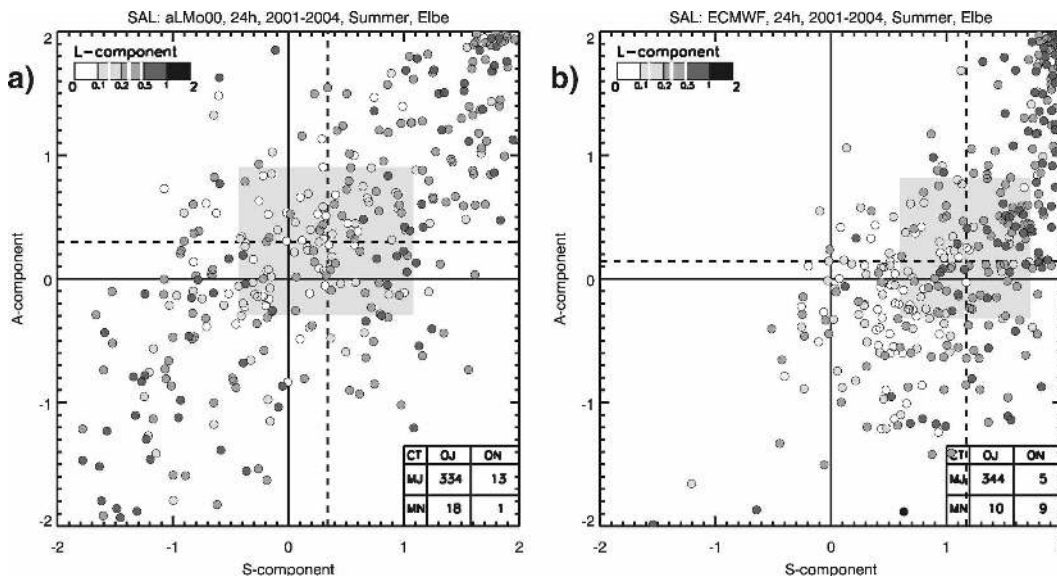 SAL: aLMo00, 24h, 2001-2004, Summer, Elbe
a)
L-component
0 0.1 0.2 0.5 1 2
A-component
2
1
0
-1
-2
-2 -1 0 1 2
S-component
CT OJ ON
MJ 334 13
MN 18 1
SAL: ECMWF, 24h, 2001-2004, Summer, Elbe
b)
L-component
0 0.1 0.2 0.5 1 2
A-component
2
1
0
-1
-2
-2 -1 0 1
S-component
CT OJ ON
MJ 344 5
MN 10 9